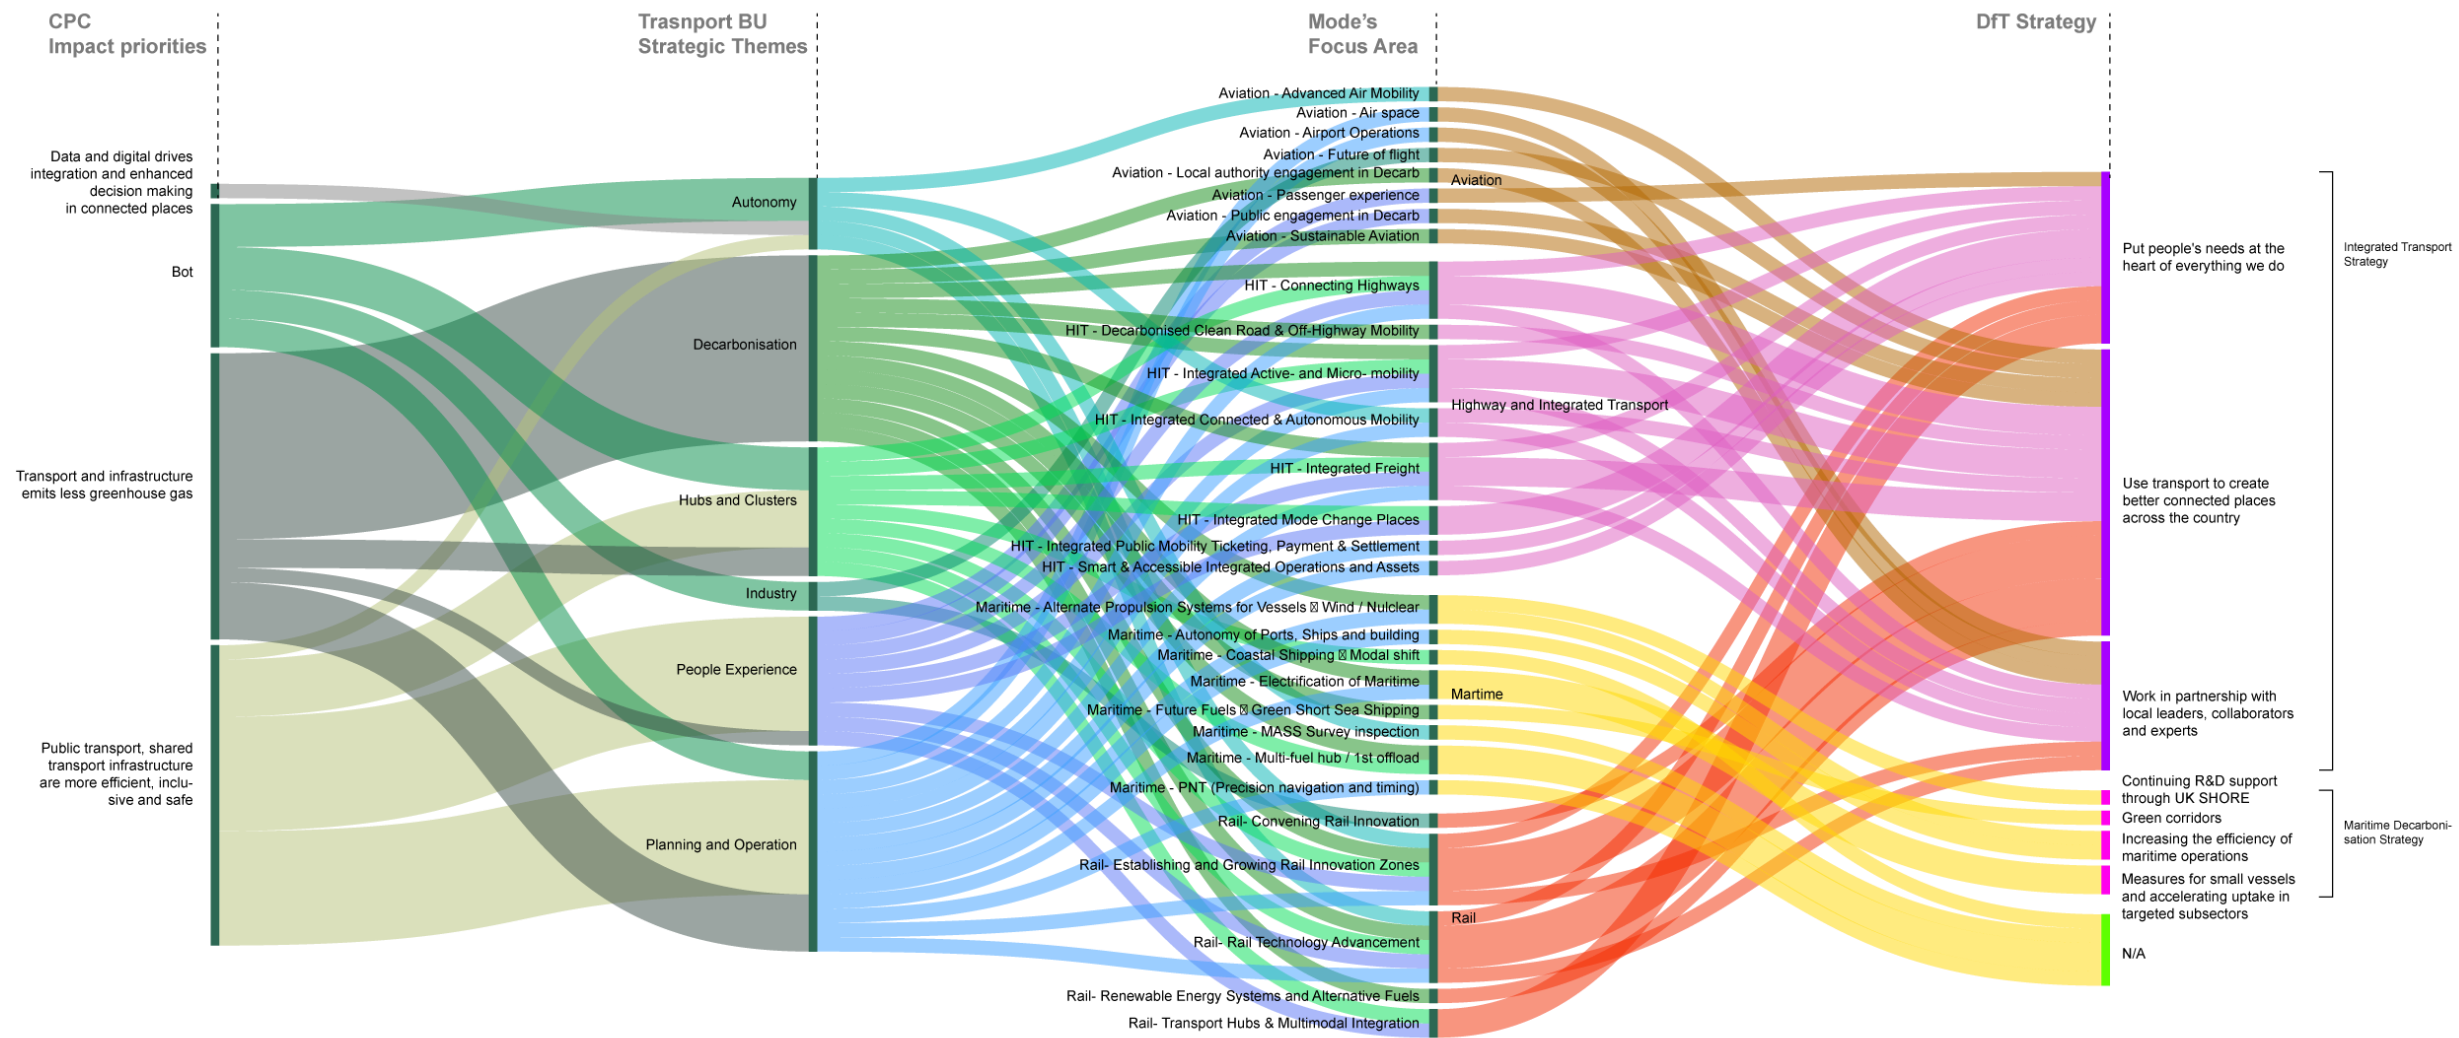 CPC
Impact priorities
Trasnport BU
Strategic Themes
Mode’s
Focus Area
DfT Strategy
Data and digital drives
integration and enhanced
decision making
in connected places
Bot
Transport and infrastructure
emits less greenhouse gas
Public transport, shared
transport infrastructure
are more efficient, inclu-
sive and safe
Autonomy
Decarbonisation
Hubs and Clusters
Industry
People Experience
Planning and Operation
Aviation - Advanced Air Mobility
Aviation - Air space
Aviation - Airport Operations
Aviation - Future of flight
Aviation - Local authority engagement in Decarb
Aviation - Passenger experience
Aviation - Public engagement in Decarb
Aviation - Sustainable Aviation
HIT - Connecting Highways
HIT - Decarbonised Clean Road & Off-Highway Mobility
HIT - Integrated Active- and Micro- mobility
HIT - Integrated Connected & Autonomous Mobility
HIT - Integrated Freight
HIT - Integrated Mode Change Places
HIT - Integrated Public Mobility Ticketing, Payment & Settlement
HIT - Smart & Accessible Integrated Operations and Assets
Maritime - Alternate Propulsion Systems for Vessels Wind / Nulclear
Maritime - Autonomy of Ports, Ships and building
Maritime - Coastal Shipping Modal shift
Maritime - Electrification of Maritime
Maritime - Future Fuels Green Short Sea Shipping
Maritime - MASS Survey inspection
Maritime - Multi-fuel hub / 1st offload
Maritime - PNT (Precision navigation and timing)
Rail- Convening Rail Innovation
Rail- Establishing and Growing Rail Innovation Zones
Rail- Rail Technology Advancement
Rail- Renewable Energy Systems and Alternative Fuels
Rail- Transport Hubs & Multimodal Integration
Aviation
Highway and Integrated Transport
Martime
Rail
Put people's needs at the
heart of everything we do
Use transport to create
better connected places
across the country
Work in partnership with
local leaders, collaborators
and experts
Continuing R&D support
through UK SHORE
Green corridors
Increasing the efficiency of
maritime operations
Measures for small vessels
and accelerating uptake in
targeted subsectors
N/A
Integrated Transport
Strategy
Maritime Decarboni-
sation Strategy